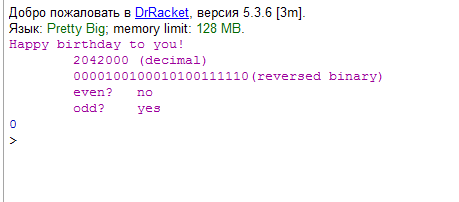 Добро пожаловать в DrRacket, версия 5.3.6 [3m].
Язык: Pretty Big; memory limit: 128 MB.
Happy birthday to you!
2042000 (decimal)
0000100100010100111110(reversed binary)
even? no
odd? yes
0
>